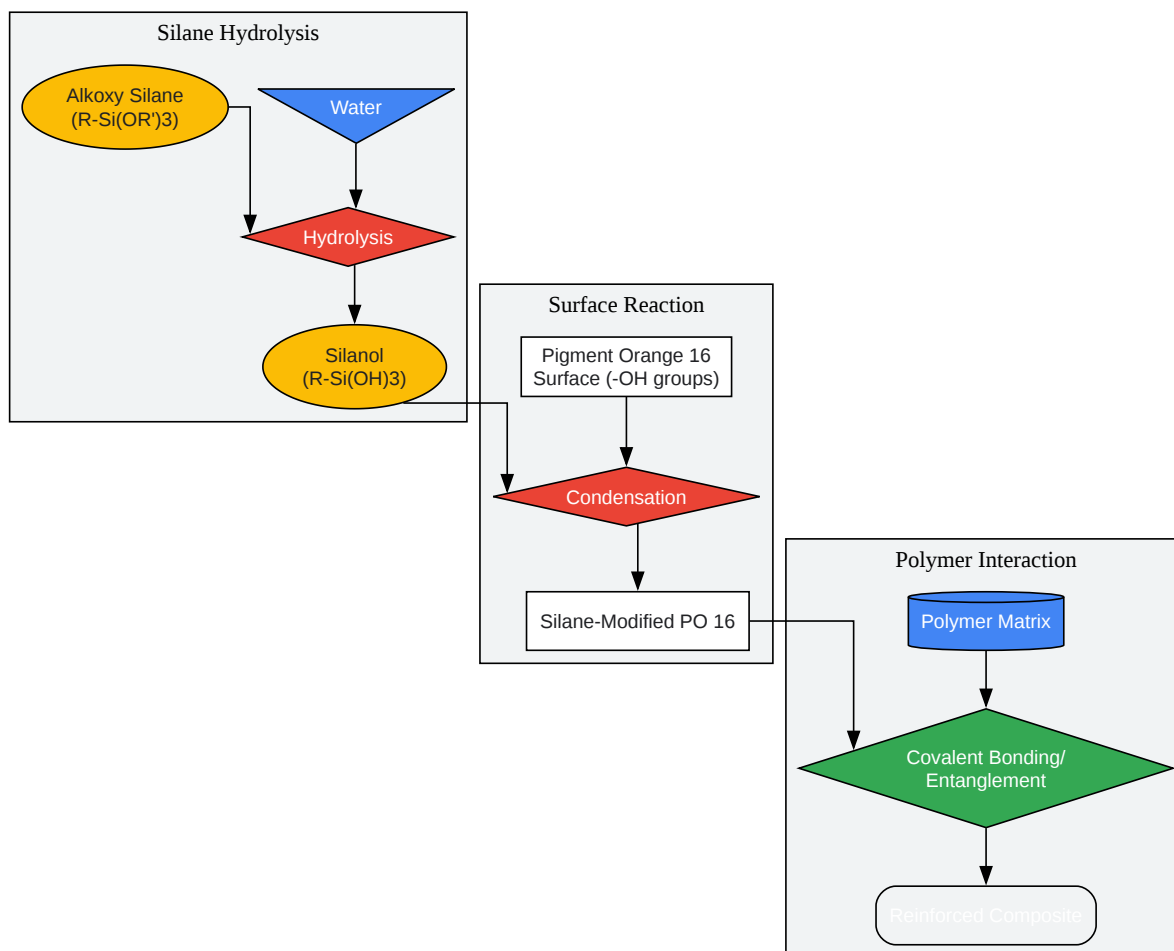 Silane Hydrolysis
Alkoxy Silane
(R-Si(OR')3)
Water
Hydrolysis
Silanol
(R-Si(OH)3)
Surface Reaction
Pigment Orange 16
Surface (-OH groups)
Condensation
Silane-Modified PO 16
Polymer Interaction
Polymer Matrix
Covalent Bonding/
Entanglement
Reinforced Composite